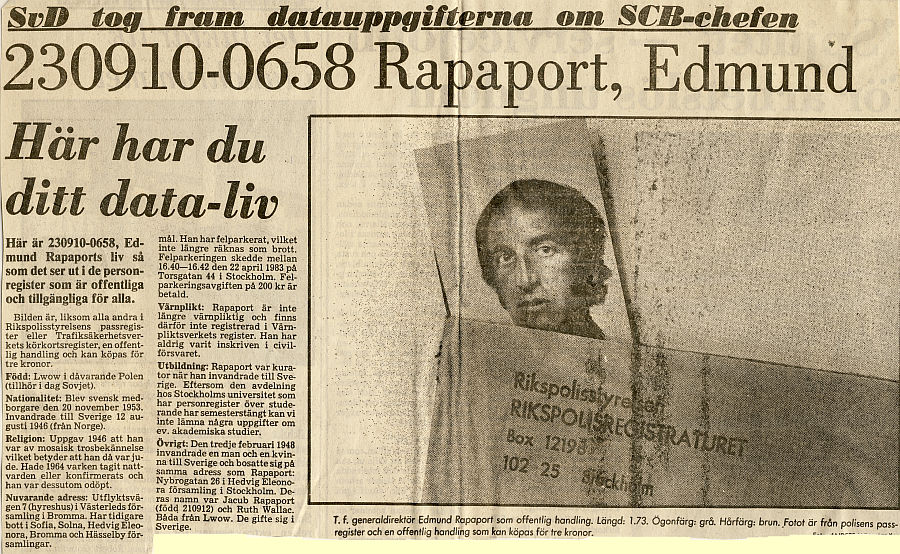 SvD tog fram datauppgifterna om SCB-chefen
230910-0658 Rapaport, Edmund
Här har du
ditt data-liv
Här är 230910-0658, Ed-
mund Rapaports liv så
som det ser ut i de person-
register som är offentliga
och tillgängliga för alla.
Bilden är, liksom alla andra i
Rikspolisstyrelsens passregis-
ter eller Trafiksäkerhetsver-
kets körkortsregister, en offent-
lig handling och kan köpas för
tre kronor.
Född: Lwow i dåvarande Polen
(tillhör i dag Sovjet).
Nationalitet: Blev svensk med-
borgare den 20 november 1953.
Invandrade till Sverige 12 au-
gusti 1946 (från Norge).
Religion: Uppgav 1946 att han
var av mosaisk trosbekännelse
vilket betyder att han då var ju-
de. Hade 1964 varken tagit natt-
varden eller konfirmerats och
han var dessutom odöpt.
Nuvarande adress: Utflyktsvä-
gen 7 (hyreshus) i Västerleds för-
samling i Bromma. Har tidigare
bott i Sofia, Solna, Hedvig Eleo-
nora, Bromma och Hässelby för-
samlingar.
mål. Han har felparkerat, vilket
inte längre räknas som brott.
Felparkeringen skedde mellan
16.40—16.42 den 22 april 1983 på
Torsgatan 44 i Stockholm. Fel-
parkeringsavgiften på 200 kr är
betald.
Värnplikt: Rapaport är inte
längre värnpliktig och finns
därför inte registrerad i Värn-
pliktsverkets register. Han har
aldrig varit inskriven i civil-
försvaret.
Utbildning: Rapaport var kura-
tor när han invandrade till Sve-
rige. Eftersom den avdelning
hos Stockholms universitet som
har personregister över stude-
rande har semesterstängt kan vi
inte lämna några uppgifter om
ev. akademiska studier.
Övrigt: Den tredje februari 1948
invandrade en man och en kvin-
na till Sverige och bosatte sig på
samma adress som Rapaport:
Nybrogatan 26 i Hedvig Eleono-
ra församling i Stockholm. De-
ras namn var Jacob Rapaport
(född 210912) och Ruth Wallac.
Båda från Lwow. De gifte sig i
Sverige.
Rikspolisstyrelsen
RIKSPOLISREGISTRATURET
Box 12193
102 25 Stockholm
T. f. generaldirektör Edmund Rapaport som offentlig handling. Längd: 1.73. Ögonfärg: grå. Hårfärg: brun. Fotot är från polisens pass-
register och en offentlig handling som kan köpas för tre kronor.